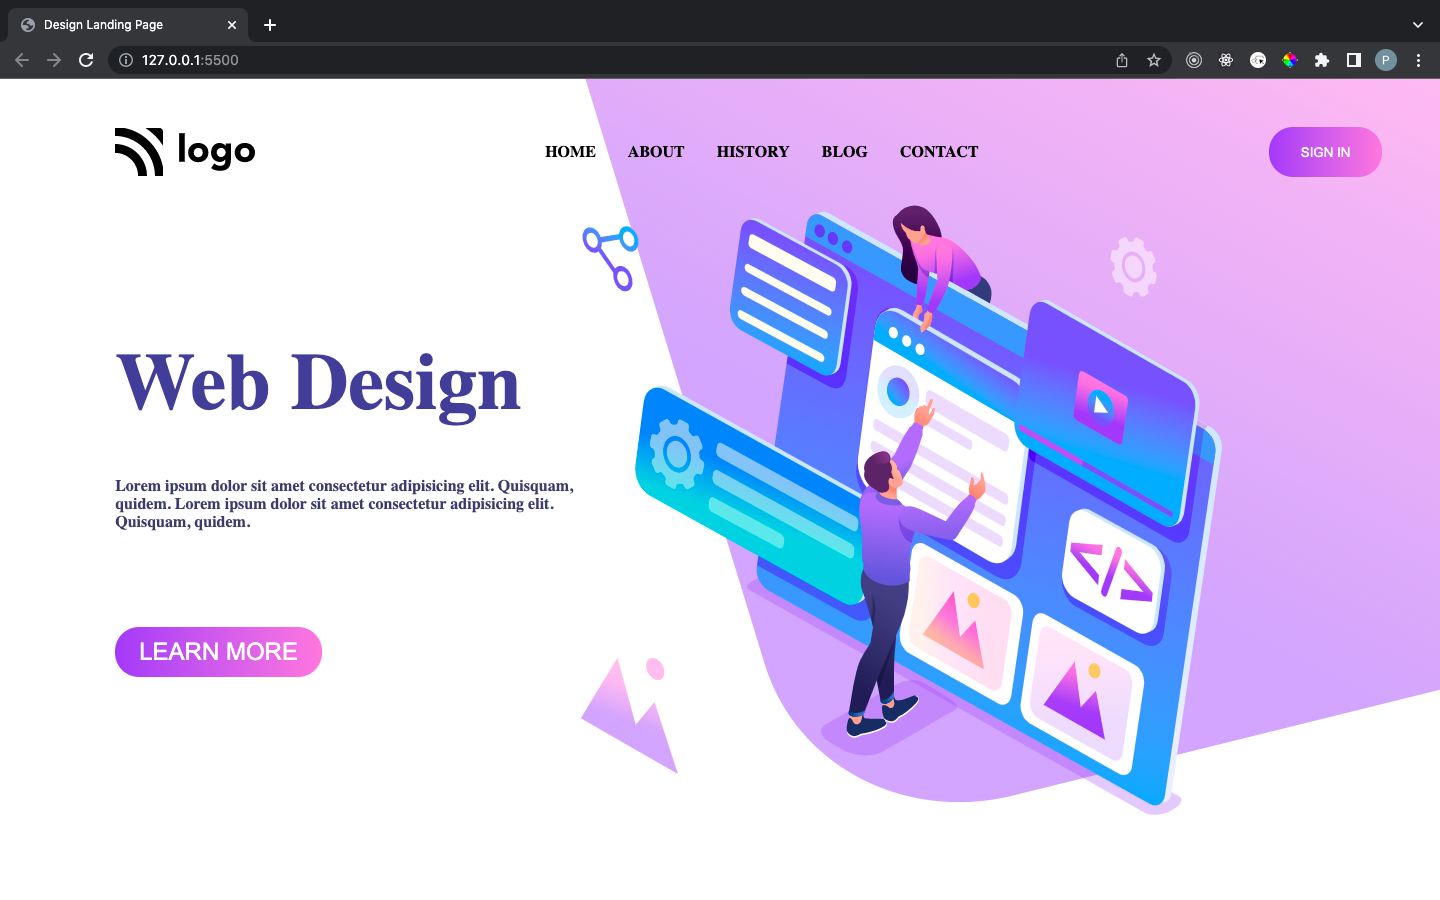 Design Landing Page
127.0.0.1:5500
P
logo
HOME ABOUT HISTORY BLOG CONTACT
SIGN IN
Web Design
Lorem ipsum dolor sit amet consectetur adipisicing elit. Quisquam,
quidem. Lorem ipsum dolor sit amet consectetur adipisicing elit.
Quisquam, quidem.
</>
LEARN MORE